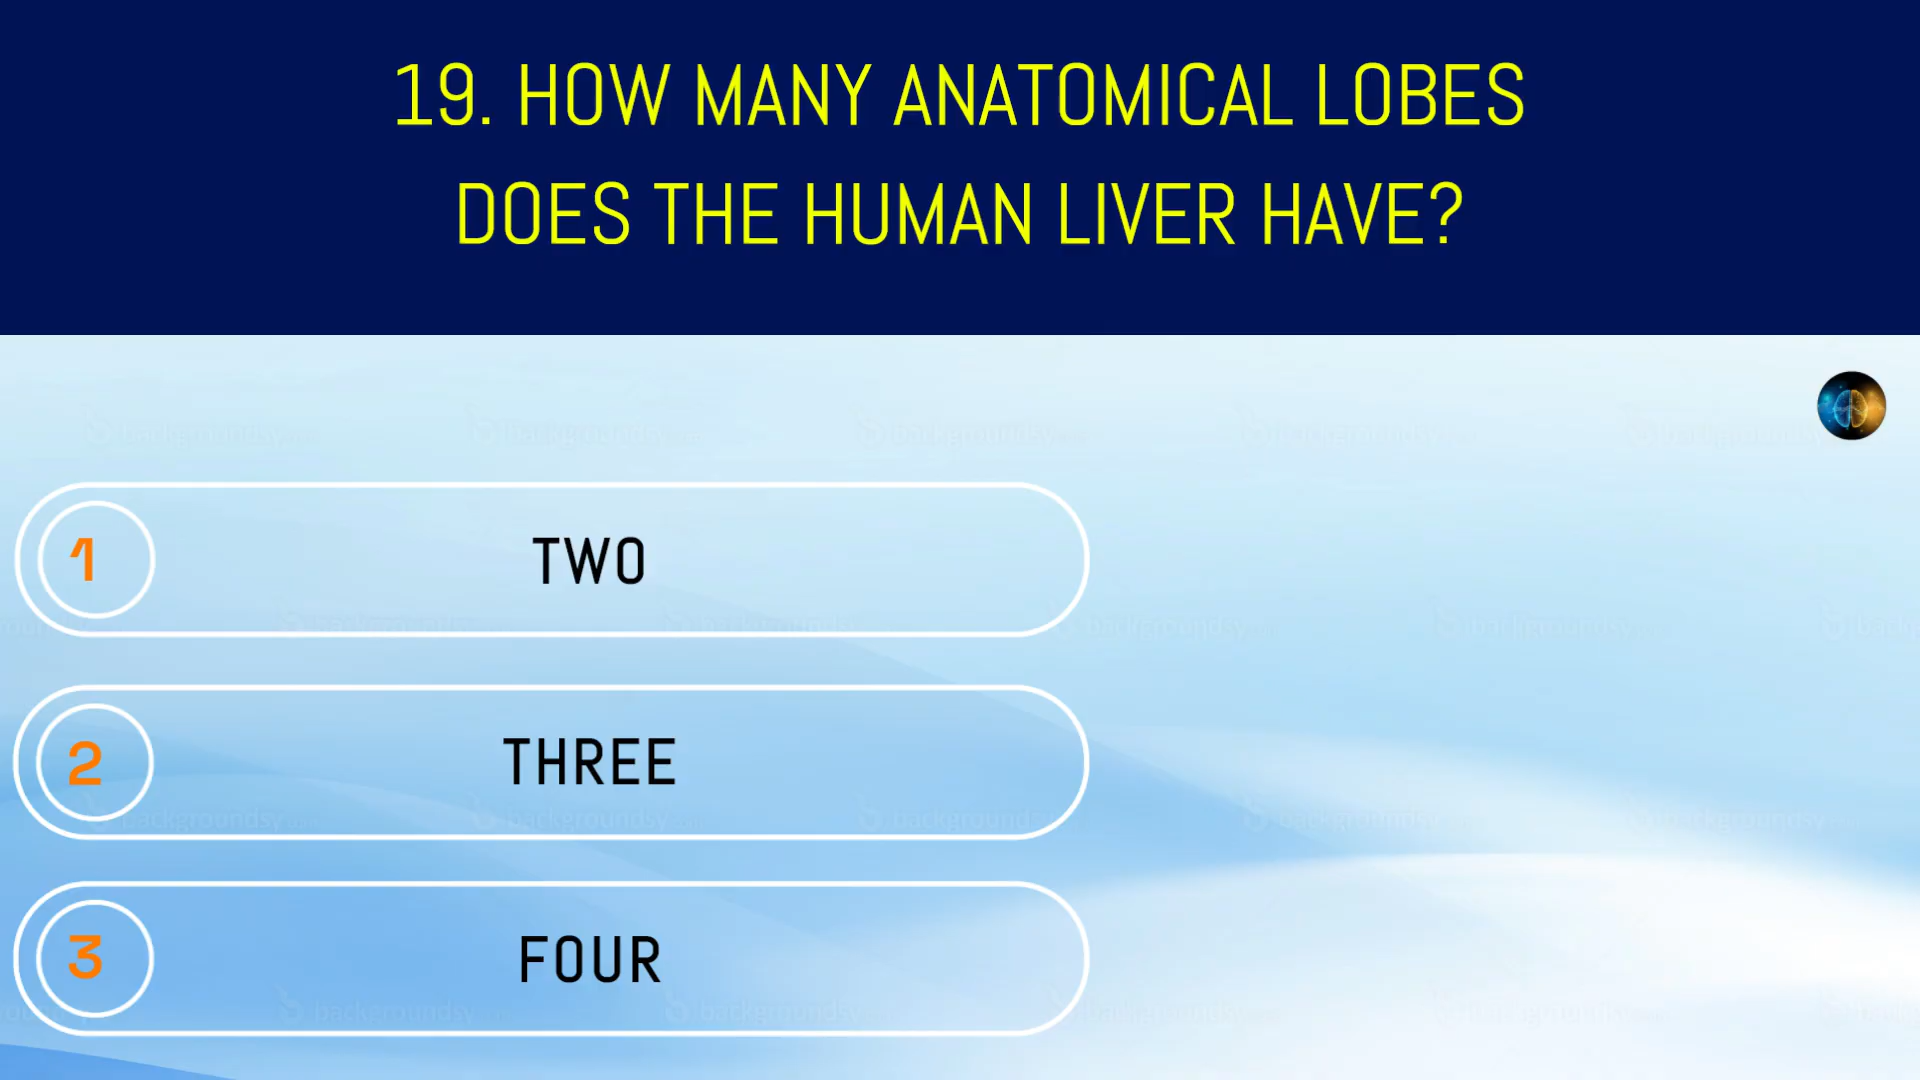 19. HOW MANY ANATOMICAL LOBES
DOES THE HUMAN LIVER HAVE?
1 TWO
2 THREE
3 FOUR